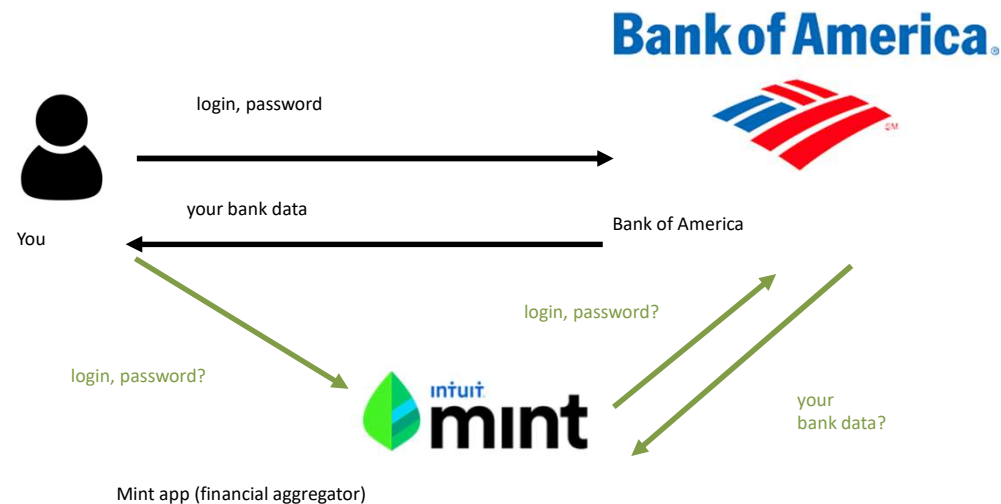 Bank of America®
login, password
SM
your bank data
You
Bank of America
login, password?
login, password?
intuit
mint
your
bank data?
Mint app (financial aggregator)